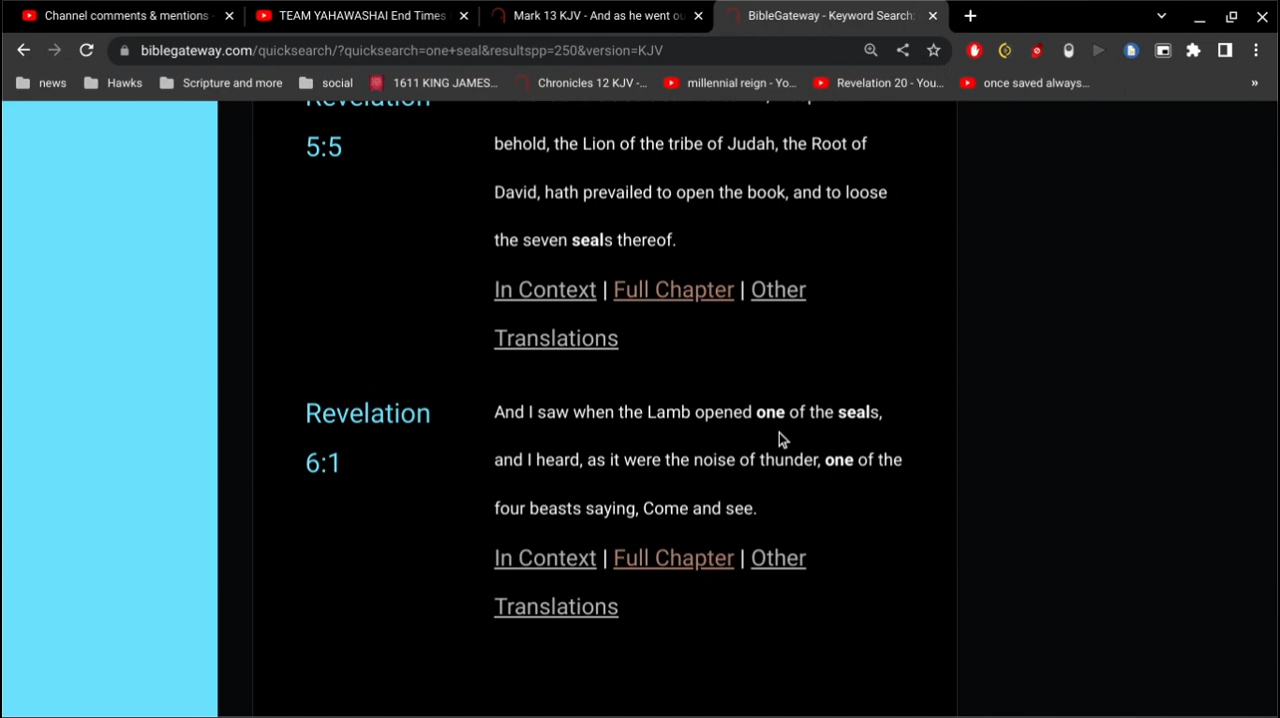 Channel comments & mentions -
TEAM YAHAWASHAI End Times
Mark 13 KJV - And as he went ou
BibleGateway - Keyword Search:
biblegateway.com/quicksearch/?quicksearch=one+seal&resultspp=250&version=KJV
news
Hawks
Scripture and more
social
1611 KING JAMES...
Chronicles 12 KJV -...
millennial reign - Yo...
Revelation 20 - You...
once saved always...
»
Revelation
5:5
behold, the Lion of the tribe of Judah, the Root of
David, hath prevailed to open the book, and to loose
the seven seals thereof.
In Context | Full Chapter | Other
Translations
Revelation
6:1
And I saw when the Lamb opened one of the seals,
and I heard, as it were the noise of thunder, one of the
four beasts saying, Come and see.
In Context | Full Chapter | Other
Translations